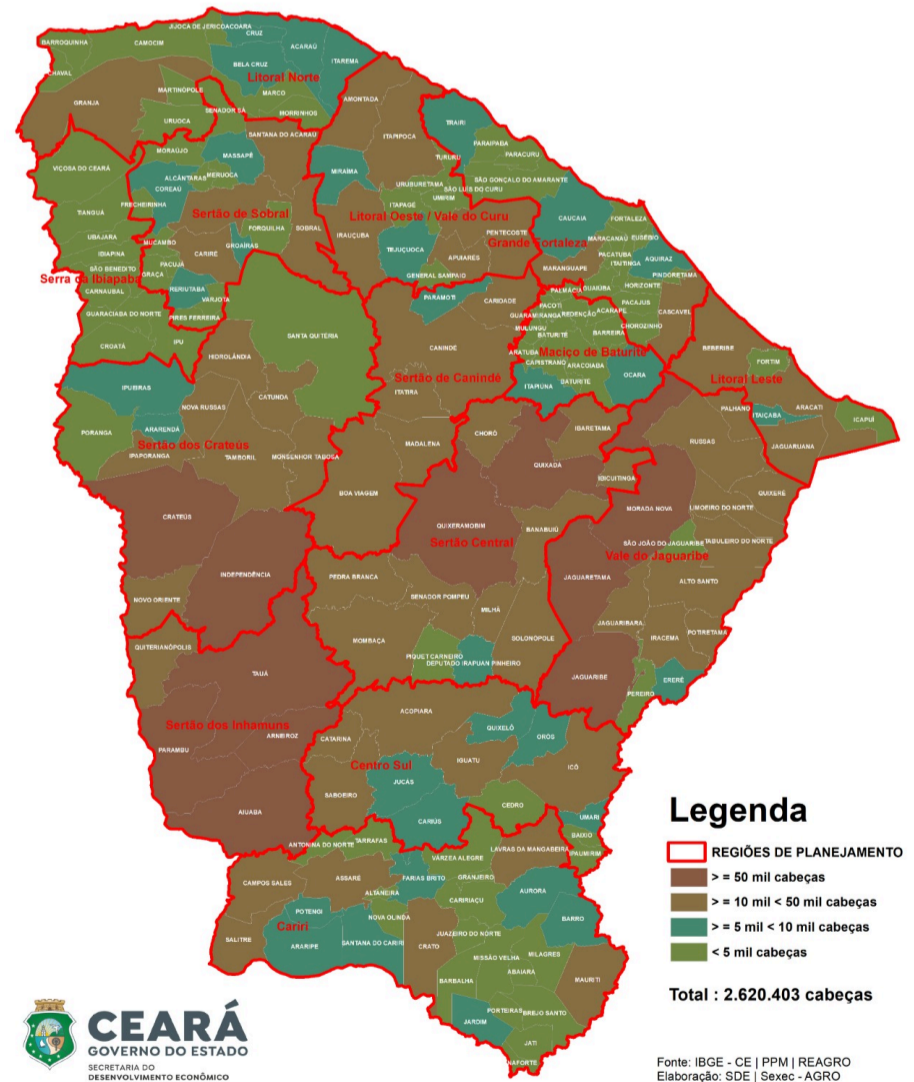 JIJOCA DE JERICOACOARA
CRUZ
BARROQUINHA
CAMOCIM
ACARAÚ
ITAREMA
CHAVAL
BELA CRUZ
Litoral Norte
MARTINÓPOLE
MARCO
GRANJA
SENADOR SÁ
MORRINHOS
AMONTADA
URUOCA
ITAPIPOCA
TRAIRI
SANTANA DO ACARAÚ
PARAIPABA
MORAÚJO
MASSAPÊ
PARACURU
TURURU
VIÇOSA DO CEARÁ
MIRAÍMA
ALCÂNTARAS
MERUOCA
COREAÚ
URUBURETAMA
SÃO GONÇALO DO AMARANTE
SÃO LUÍS DO CURU
UMIRIM
FRECHEIRINHA
TIANGUÁ
Sertão de Sobral
ITAPAGÉ
Litoral Oeste / Vale do Curu
CAUCAIA
FORTALEZA
FORQUILHA
SOBRAL
IRAUÇUBA
PENTECOSTE
UBAJARA
MUCAMBO
GROAÍRAS
TEJUÇUOCA
Grande Fortaleza
MARACANAÚ
EUSÉBIO
IBIAPINA
CARIRÉ
APUIARÉS
PACATUBA
AQUIRAZ
SÃO BENEDITO
PACUJÁ
MARANGUAPE
ITAITINGA
Serra da Ibiapaba
GRAÇA
GENERAL SAMPAIO
PINDORETAMA
CARNAUBAL
RERIUTABA
VARJOTA
PARAMOTI
PALMÁCIA
GUAIÚBA
HORIZONTE
GUARACIABA DO NORTE
PIRES FERREIRA
CARIDADE
PACOTI
PACAJUS
CASCAVEL
GUARAMIRANGA
REDENÇÃO
ACARAPE
SANTA QUITÉRIA
MULUNGU
CHOROZINHO
CROATÁ
IPU
BATURITÉ
BARREIRA
CANINDÉ
ARATUBA
Maciço de Baturité
BEBERIBE
HIDROLÂNDIA
CAPISTRANO
ARACOIABA
FORTIM
Sertão de Canindé
ITAPIÚNA
BATURITÉ
OCARA
Litoral Leste
IPUEIRAS
CATUNDA
ITATIRA
NOVA RUSSAS
PALHANO
ITAIÇABA
ARACATI
ICAPUÍ
PORANGA
ARARENDÁ
CHORÓ
IBARETAMA
Sertão dos Crateús
MADALENA
RUSSAS
JAGUARUANA
IPAPORANGA
TAMBORIL
MONSENHOR TABOSA
QUIXADÁ
BOA VIAGEM
IBICUITINGA
QUIXERÉ
CRATEÚS
MORADA NOVA
LIMOEIRO DO NORTE
QUIXERAMOBIM
BANABUIÚ
Sertão Central
SÃO JOÃO DO JAGUARIBE
TABULEIRO DO NORTE
Vale do Jaguaribe
INDEPENDÊNCIA
PEDRA BRANCA
JAGUARETAMA
ALTO SANTO
NOVO ORIENTE
SENADOR POMPEU
MILHÃ
JAGUARIBARA
POTIRETAMA
QUITERIANÓPOLIS
MOMBAÇA
SOLONÓPOLE
IRACEMA
PIQUET CARNEIRO
DEPUTADO IRAPUAN PINHEIRO
TAUÁ
JAGUARIBE
ERERÊ
PEREIRO
ACOPIARA
Sertão dos Inhamuns
QUIXELÔ
ORÓS
ARNEIROZ
CATARINA
PARAMBU
IGUATU
Centro Sul
ICÓ
JUCÁS
SABOEIRO
AIUABA
CEDRO
CARIÚS
UMARI
BAIXIO
ANTONINA DO NORTE
TARRAFAS
LAVRAS DA MANGABEIRA
VÁRZEA ALEGRE
ASSARÉ
FARIAS BRITO
GRANJEIRO
CAMPOS SALES
ALTANEIRA
CARIRIAÇU
AURORA
POTENGI
NOVA OLINDA
BARRO
Cariri
JUAZEIRO DO NORTE
SALITRE
ARARIPE
SANTANA DO CARIRI
CRATO
MISSÃO VELHA
MILAGRES
ABAIARA
MAURITI
BARBALHA
PORTEIRAS
BREJO SANTO
JARDIM
JATI
Legenda
REGIÕES DE PLANEJAMENTO
> = 50 mil cabeças
> = 10 mil < 50 mil cabeças
> = 5 mil < 10 mil cabeças
< 5 mil cabeças
Total : 2.620.403 cabeças
CEARÁ
GOVERNO DO ESTADO
SECRETARIA DO
DESENVOLVIMENTO ECONÔMICO
Fonte: IBGE - CE | PPM | REAGRO
Elaboração: SDE | Sexec - AGRO